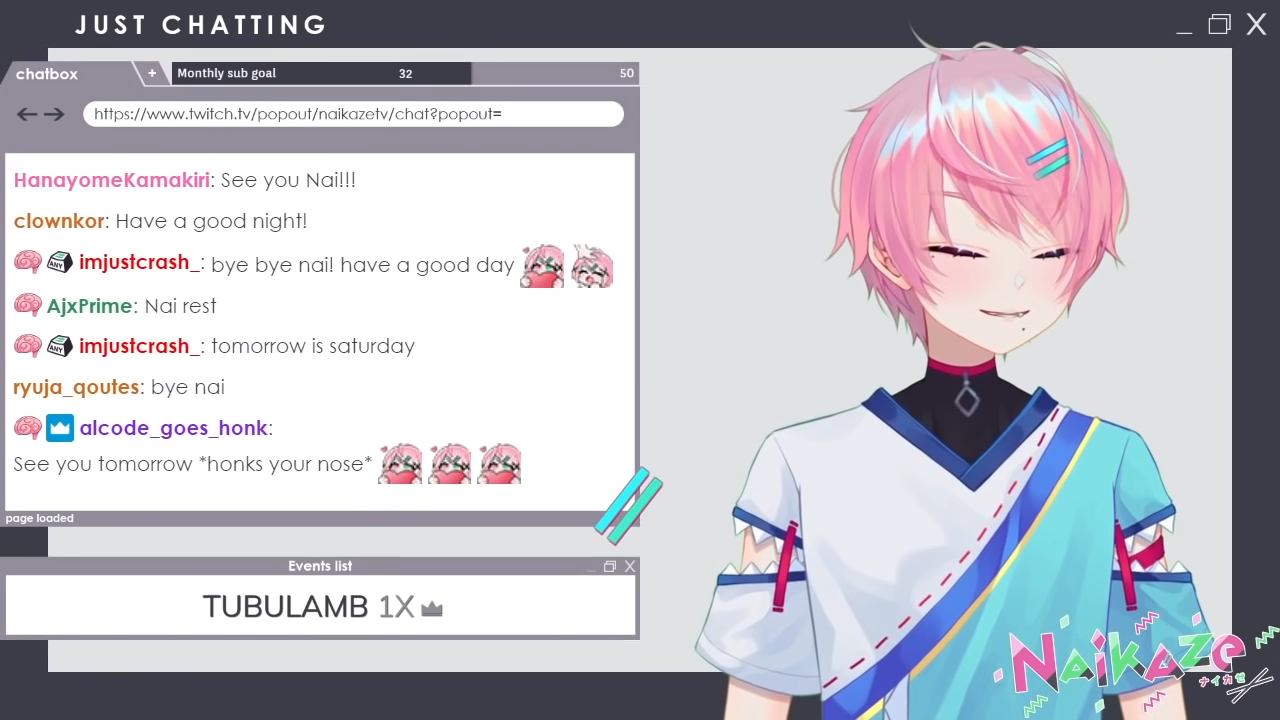 JUST CHATTING
chatbox
+
Monthly sub goal 32 50
https://www.twitch.tv/popout/naikazetv/chat?popout=
HanayomeKamakiri: See you Nai!!!
clownkor: Have a good night!
ANY imjustcrash_: bye bye nai! have a good day
AjxPrime: Nai rest
ANY imjustcrash_: tomorrow is saturday
ryuja_qoutes: bye nai
alcode_goes_honk:
See you tomorrow *honks your nose*
page loaded
Events list
TUBULAMB 1X
Naikaze
ナイカゼ